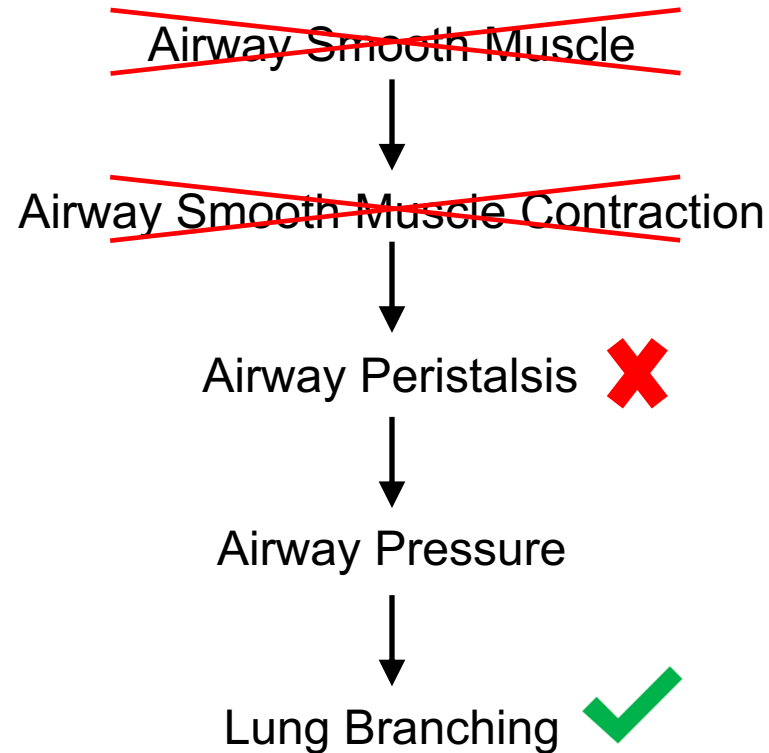 Airway Smooth Muscle
Airway Smooth Muscle Contraction
Airway Peristalsis
Airway Pressure
Lung Branching